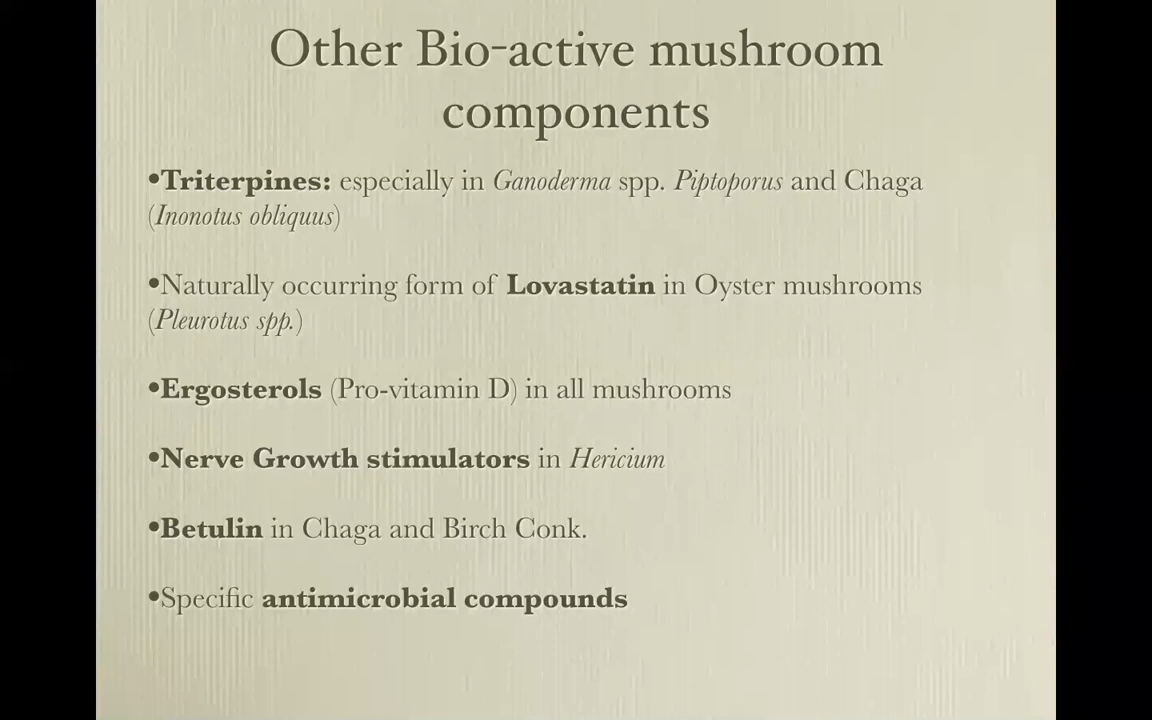 Other Bio-active mushroom
components
•Triterpines: especially in Ganoderma spp. Piptoporus and Chaga
(Inonotus obliquus)
•Naturally occurring form of Lovastatin in Oyster mushrooms
(Pleurotus spp.)
•Ergosterols (Pro-vitamin D) in all mushrooms
•Nerve Growth stimulators in Hericium
•Betulin in Chaga and Birch Conk.
•Specific antimicrobial compounds